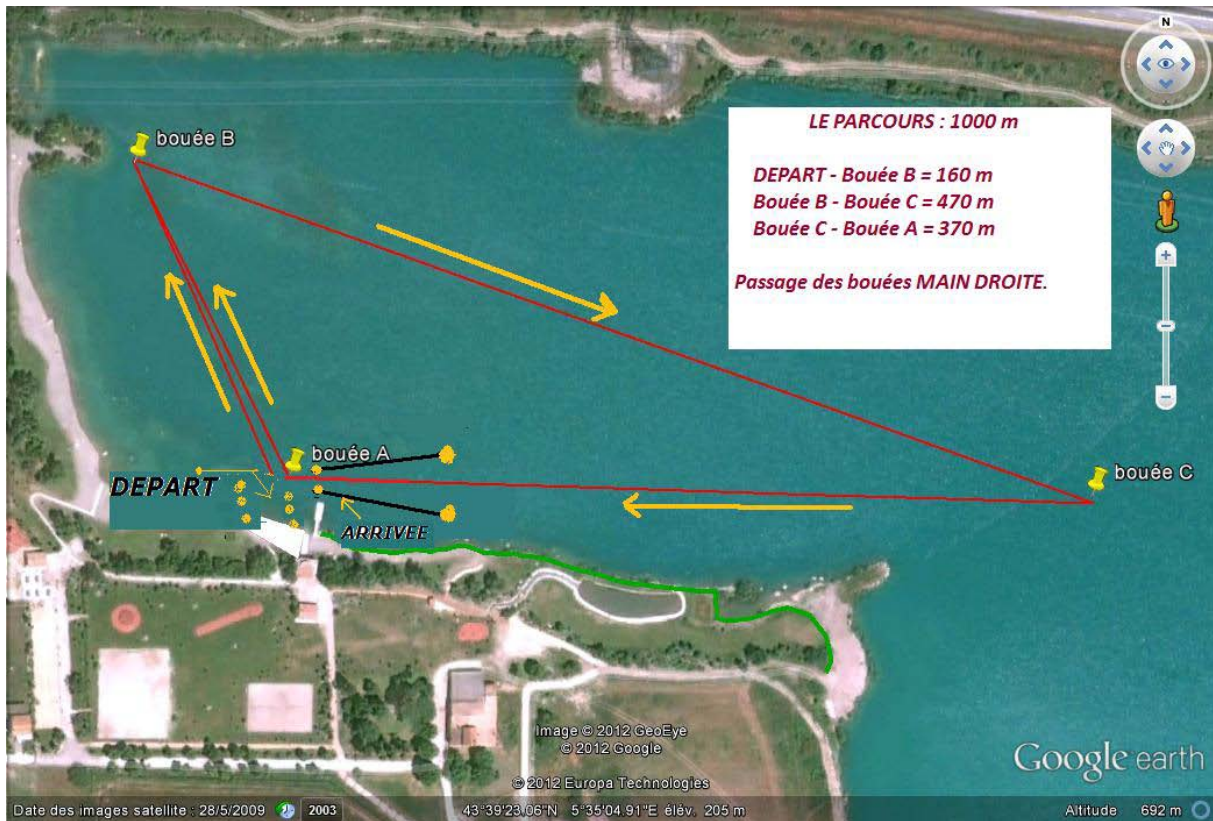 N
bouée B
LE PARCOURS : 1000 m
DEPART - Bouée B = 160 m
Bouée B - Bouée C = 470 m
Bouée C - Bouée A = 370 m
Passage des bouées MAIN DROITE.
bouée A
bouée C
DEPART
ARRIVEE
Image © 2012 GeoEye
© 2012 Google
© 2012 Europa Technologies
Google earth
Date des images satellite : 28/5/2009 2003 43°39'23.06"N 5°35'04.91"E élév. 205 m Altitude 692 m